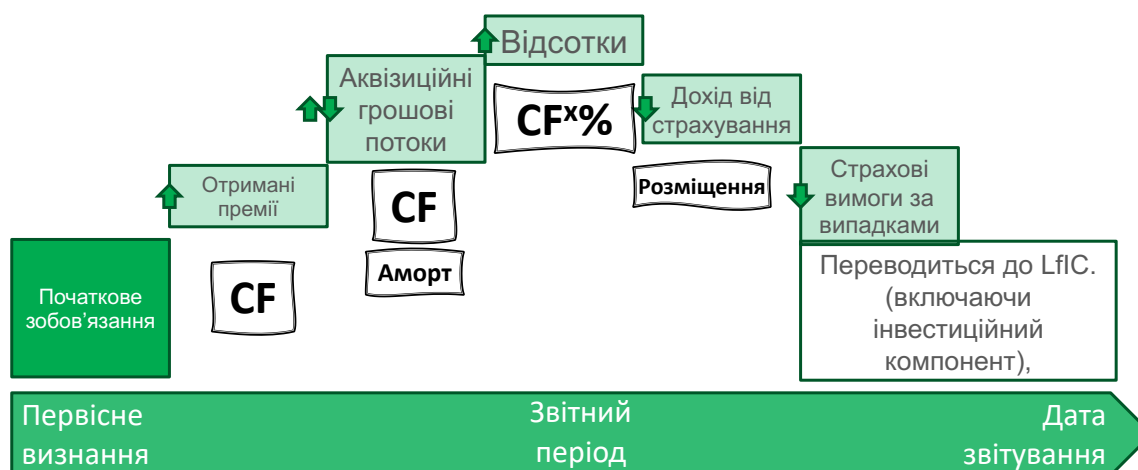 Початкове
зобов’язання
Отримані
премії
CF
Аквізиційні
грошові
потоки
CF
Аморт
Відсотки
CFˣ%
Дохід від
страхування
Розміщення
Страхові
вимоги за
випадками
Переводиться до LfIC.
(включаючи
інвестиційний
компонент),
Первісне
визнання
Звітний
період
Дата
звітування